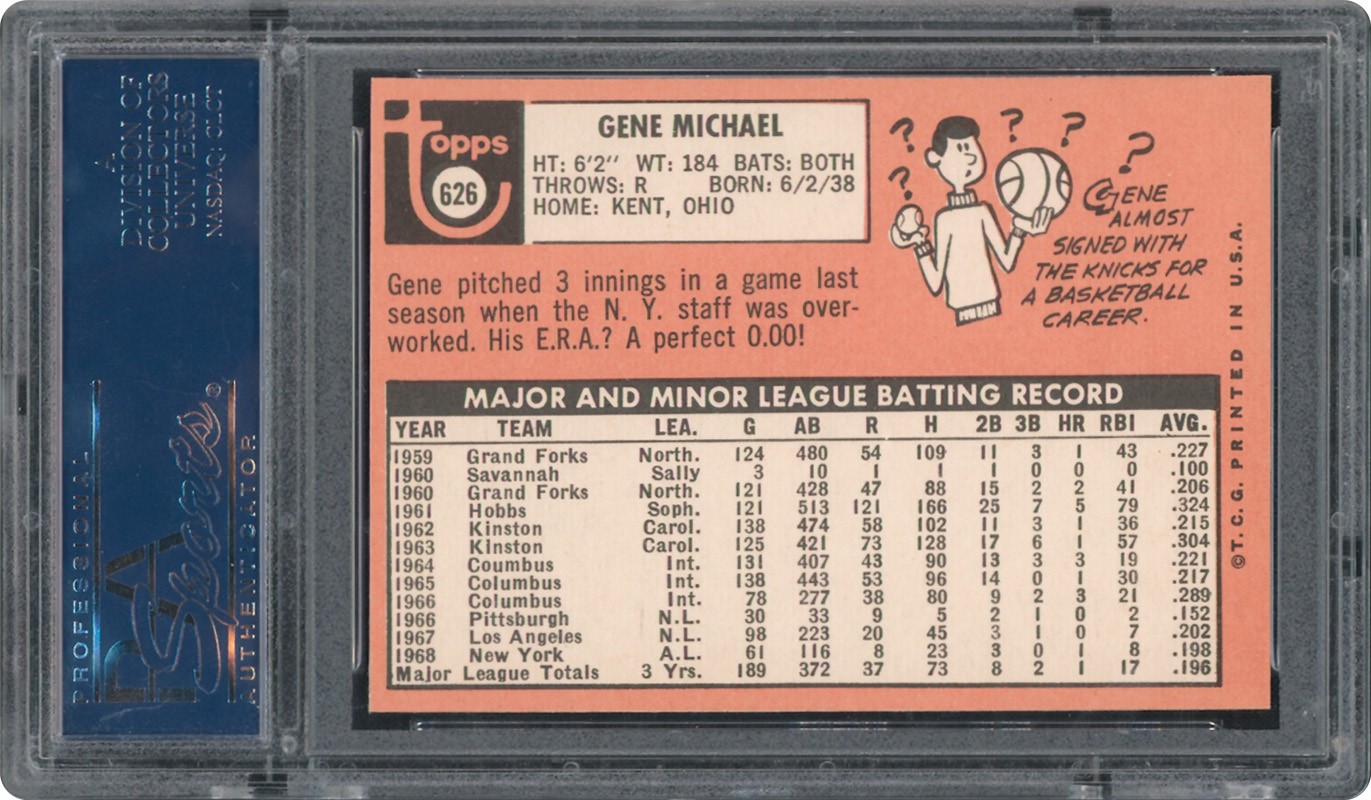 A
DIVISION OF
COLLECTORS
UNIVERSE
NASDAQ: CLCT
PROFESSIONAL
PSA
Sports®
AUTHENTICATOR
Topps
626
GENE MICHAEL
HT: 6'2" WT: 184 BATS: BOTH
THROWS: R BORN: 6/2/38
HOME: KENT, OHIO
Gene pitched 3 innings in a game last
season when the N. Y. staff was over-
worked. His E.R.A.? A perfect 0.00!
? ? ? ? ?
GENE
ALMOST
SIGNED WITH
THE KNICKS FOR
A BASKETBALL
CAREER.
MAJOR AND MINOR LEAGUE BATTING RECORD
YEAR TEAM LEA. G AB R H 2B 3B HR RBI AVG.
1959 Grand Forks North. 124 480 54 109 11 3 1 43 .227
1960 Savannah Sally 3 10 1 1 1 0 0 0 .100
1960 Grand Forks North. 121 428 47 88 15 2 2 41 .206
1961 Hobbs Soph. 121 513 121 166 25 7 5 79 .324
1962 Kinston Carol. 138 474 58 102 11 3 1 36 .215
1963 Kinston Carol. 125 421 73 128 17 6 1 57 .304
1964 Coumbus Int. 131 407 43 90 13 3 3 19 .221
1965 Columbus Int. 138 443 53 96 14 0 1 30 .217
1966 Columbus Int. 78 277 38 80 9 2 3 21 .289
1966 Pittsburgh N.L. 30 33 9 5 2 1 0 2 .152
1967 Los Angeles N.L. 98 223 20 45 3 1 0 7 .202
1968 New York A.L. 61 116 8 23 3 0 1 8 .198
Major League Totals 3 Yrs. 189 372 37 73 8 2 1 17 .196
©T.C.G. PRINTED IN U.S.A.